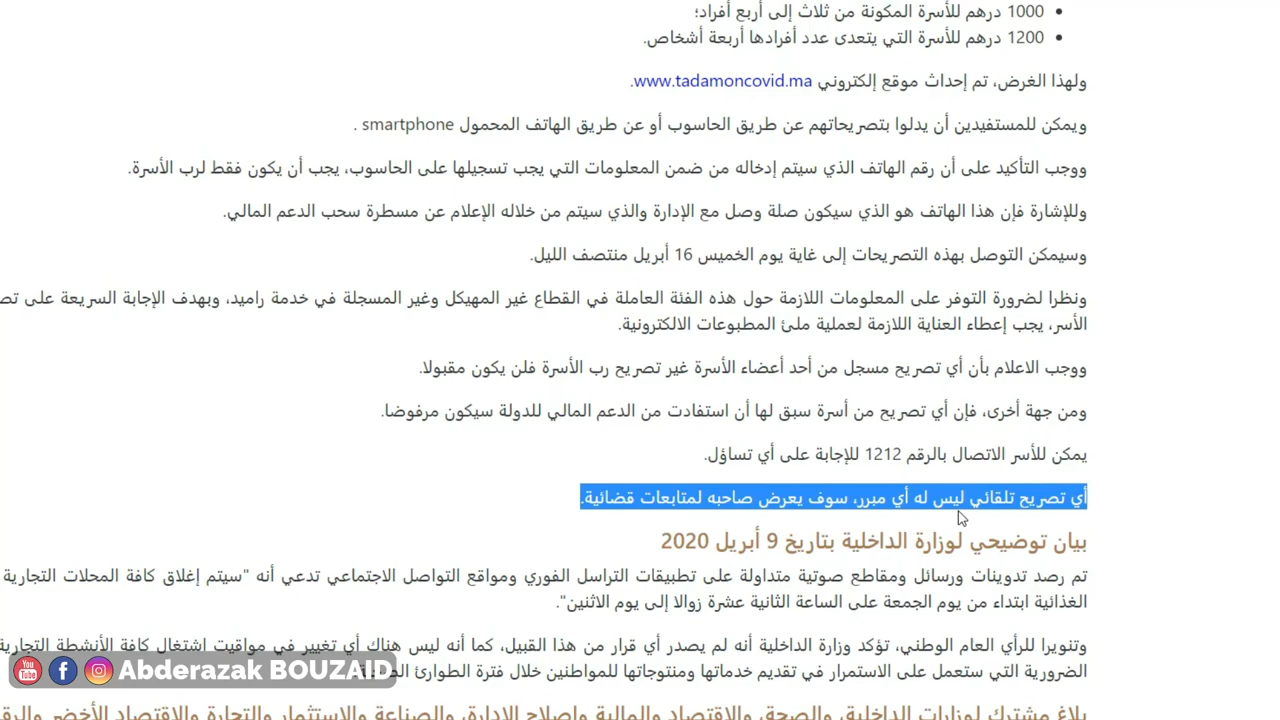 1000 درهم للأسرة المكونة من ثلاث إلى أربع أفراد؛
1200 درهم للأسرة التي يتعدى عدد أفرادها أربعة أشخاص.
ولهذا الغرض، تم إحداث موقع إلكتروني www.tadamoncovid.ma.
ويمكن للمستفيدين أن يدلوا بتصريحاتهم عن طريق الحاسوب أو عن طريق الهاتف المحمول smartphone .
ووجب التأكيد على أن رقم الهاتف الذي سيتم إدخاله من ضمن المعلومات التي يجب تسجيلها على الحاسوب، يجب أن يكون فقط لرب الأسرة.
وللإشارة فإن هذا الهاتف هو الذي سيكون صلة وصل مع الإدارة والذي سيتم من خلاله الإعلام عن مسطرة سحب الدعم المالي.
وسيمكن التوصل بهذه التصريحات إلى غاية يوم الخميس 16 أبريل منتصف الليل.
ونظرا لضرورة التوفر على المعلومات اللازمة حول هذه الفئة العاملة في القطاع غير المهيكل وغير المسجلة في خدمة راميد، وبهدف الإجابة السريعة على
الأسر، يجب إعطاء العناية اللازمة لعملية ملئ المطبوعات الالكترونية.
ووجب الاعلام بأن أي تصريح مسجل من أحد أعضاء الأسرة غير تصريح رب الأسرة فلن يكون مقبولا.
ومن جهة أخرى، فإن أي تصريح من أسرة سبق لها أن استفادت من الدعم المالي للدولة سيكون مرفوضا.
يمكن للأسر الاتصال بالرقم 1212 للإجابة على أي تساؤل.
أي تصريح تلقائي ليس له أي مبرر، سوف يعرض صاحبه لمتابعات قضائية.
بيان توضيحي لوزارة الداخلية بتاريخ 9 أبريل 2020
تم رصد تدوينات ورسائل ومقاطع صوتية متداولة على تطبيقات التراسل الفوري ومواقع التواصل الاجتماعي تدعي أنه "سيتم إغلاق كافة المحلات التجارية
الغذائية ابتداء من يوم الجمعة على الساعة الثانية عشرة زوالا إلى يوم الاثنين".
وتنويرا للرأي العام الوطني، تؤكد وزارة الداخلية أنه لم يصدر أي قرار من هذا القبيل، كما أنه ليس هناك أي تغيير في مواقيت اشتغال كافة الأنشطة التجارية
الضرورية التي ستعمل على الاستمرار في تقديم خدماتها ومنتوجاتها للمواطنين خلال فترة الطوارئ
Abderazak BOUZAID
بلاغ مشترك لوزارات الداخلية، والصحة، والاقتصاد والمالية وإصلاح الإدارة، والصناعة والاستثمار والتجارة والاقتصاد الأخضر